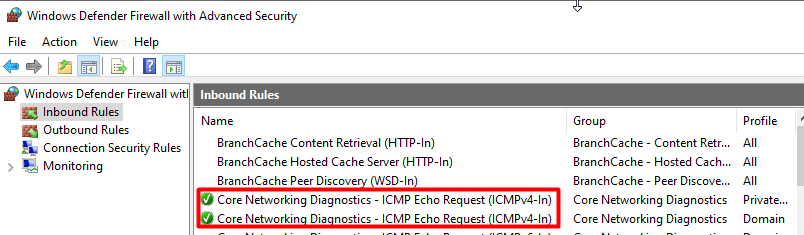 Windows Defender Firewall with Advanced Security
File Action View Help
Windows Defender Firewall wit
Inbound Rules
Outbound Rules
Connection Security Rules
Monitoring
Inbound Rules
Name Group Profile
BranchCache Content Retrieval (HTTP-In) BranchCache - Content Retr... All
BranchCache Hosted Cache Server (HTTP-In) BranchCache - Hosted Cach... All
BranchCache Peer Discovery (WSD-In) BranchCache - Peer Discove... All
Core Networking Diagnostics - ICMP Echo Request (ICMPv4-In) Core Networking Diagnostics Private...
Core Networking Diagnostics - ICMP Echo Request (ICMPv4-In) Core Networking Diagnostics Domain